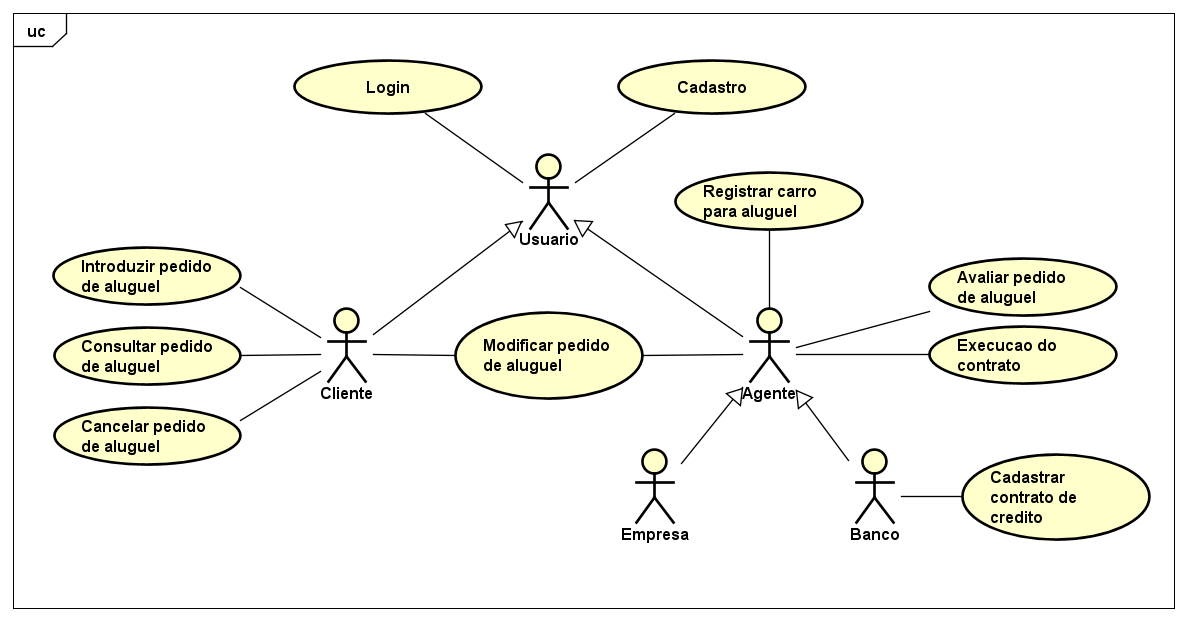 uc
Login
Cadastro
Usuario
Registrar carro
para aluguel
Introduzir pedido
de aluguel
Consultar pedido
de aluguel
Cancelar pedido
de aluguel
Cliente
Modificar pedido
de aluguel
Agente
Avaliar pedido
de aluguel
Execucao do
contrato
Empresa
Banco
Cadastrar
contrato de
credito